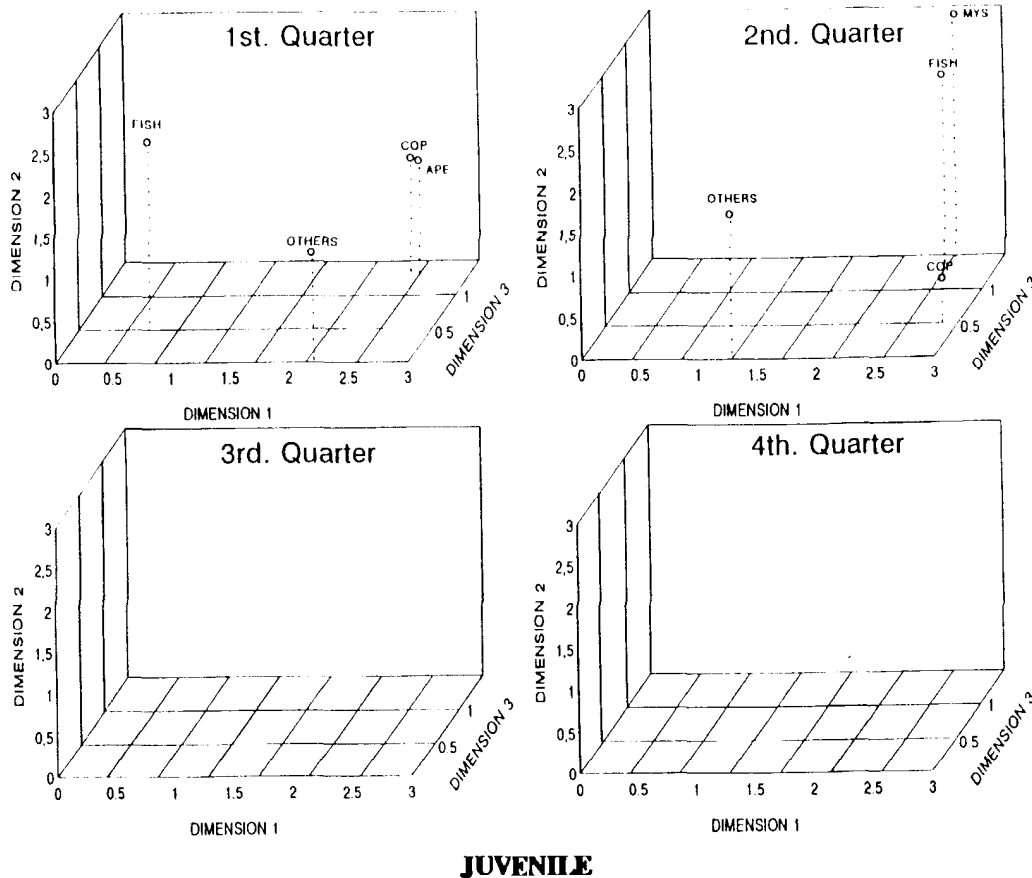 1st. Quarter
FISH
COP
APE
OTHERS
DIMENSION 2
3
2,5
2
1,5
1
0,5
0
0 0.5 1 1.5 2 2.5 3
DIMENSION 1
0.5
1
DIMENSION 3
2nd. Quarter
MYS
FISH
OTHERS
COP
DIMENSION 2
3
2,5
2
1,5
1
0,5
0
0 0.5 1 1.5 2 2.5 3
DIMENSION 1
0.5
1
DIMENSION 3
3rd. Quarter
DIMENSION 2
3
2,5
2
1,5
1
0,5
0
0 0.5 1 1.5 2 2.5 3
DIMENSION 1
0.5
1
DIMENSION 3
4th. Quarter
DIMENSION 2
3
2,5
2
1,5
1
0,5
0
0 0.5 1 1.5 2 2.5 3
DIMENSION 1
0.5
1
DIMENSION 3
JUVENILE